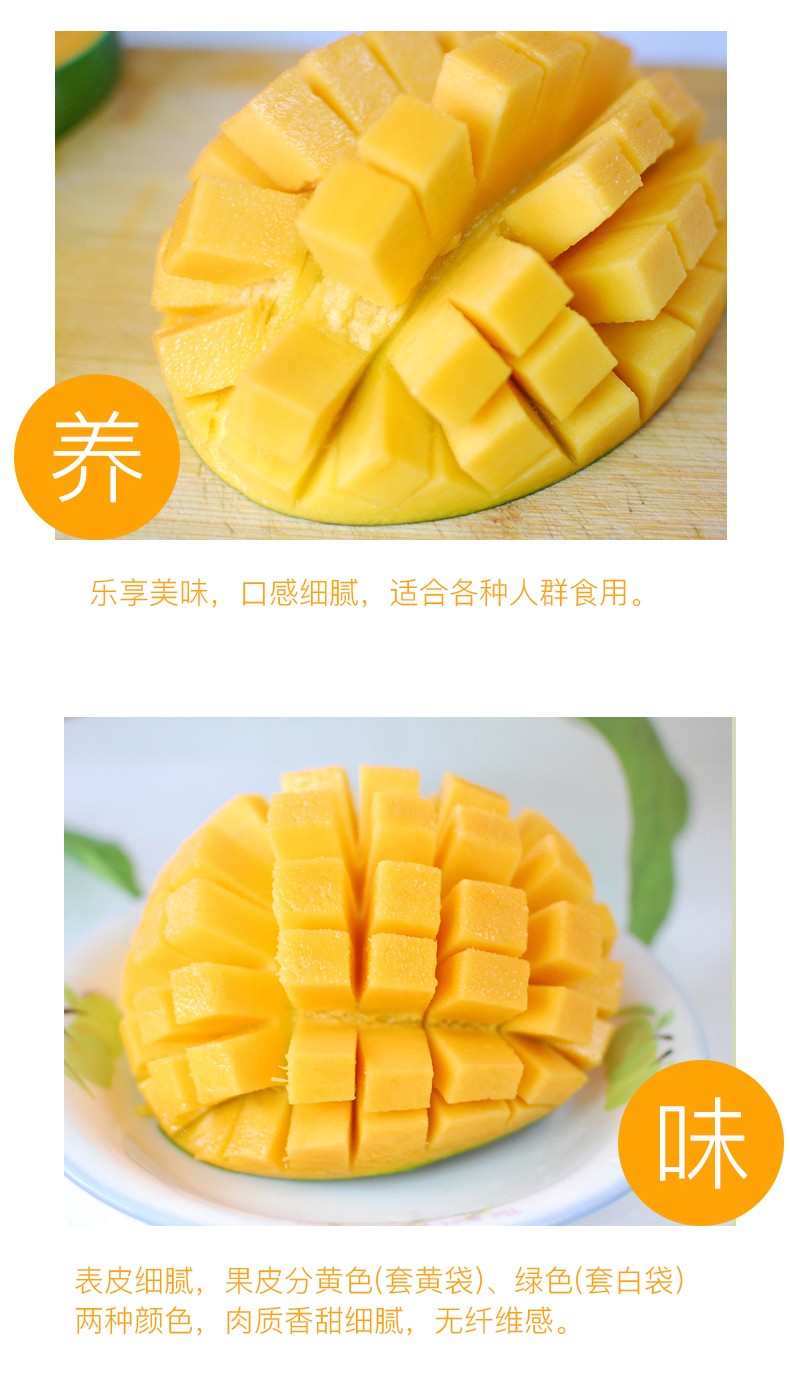 养
乐享美味，口感细腻，适合各种人群食用。
味
表皮细腻，果皮分黄色(套黄袋)、绿色(套白袋)
两种颜色，肉质香甜细腻，无纤维感。